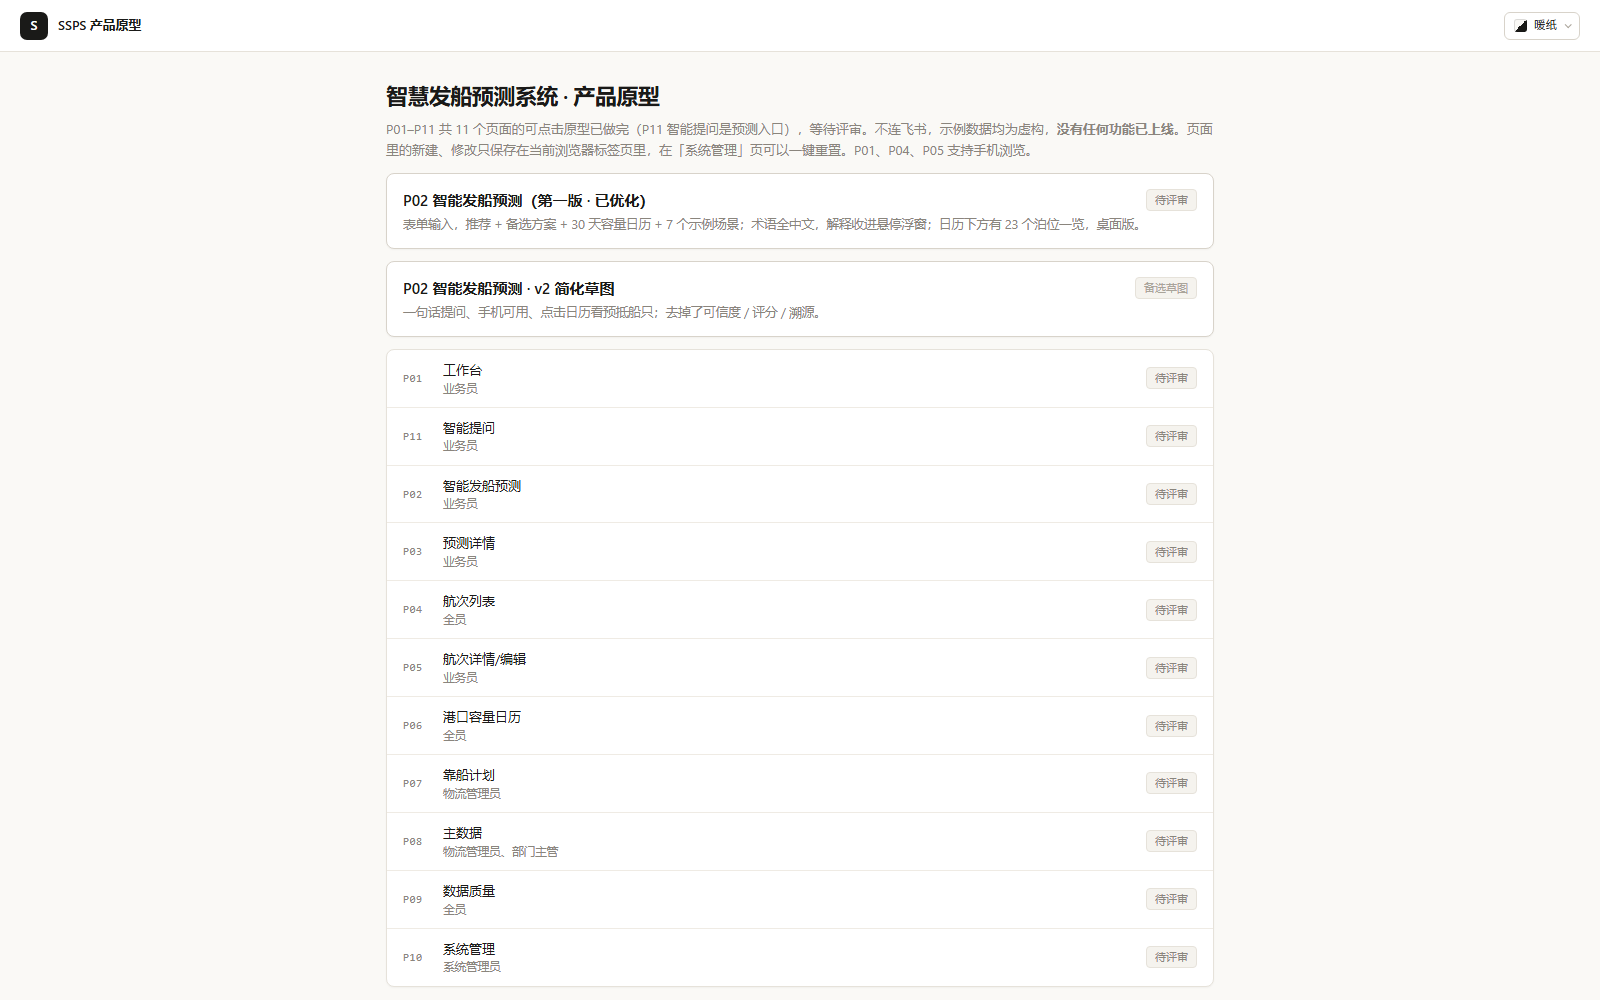 S SSPS 产品原型
暖纸
智慧发船预测系统 · 产品原型
P01–P11 共 11 个页面的可点击原型已做完（P11 智能提问是预测入口），等待评审。不连飞书，示例数据均为虚构，没有任何功能已上线。页面
里的新建、修改只保存在当前浏览器标签页里，在「系统管理」页可以一键重置。P01、P04、P05 支持手机浏览。
P02 智能发船预测（第一版 · 已优化）
待评审
表单输入，推荐 + 备选方案 + 30 天容量日历 + 7 个示例场景；术语全中文，解释收进悬停浮窗；日历下方有 23 个泊位一览，桌面版。
P02 智能发船预测 · v2 简化草图
备选草图
一句话提问、手机可用、点击日历看预抵船只；去掉了可信度 / 评分 / 溯源。
P01 工作台 待评审
业务员
P11 智能提问 待评审
业务员
P02 智能发船预测 待评审
业务员
P03 预测详情 待评审
业务员
P04 航次列表 待评审
全员
P05 航次详情/编辑 待评审
业务员
P06 港口容量日历 待评审
全员
P07 靠船计划 待评审
物流管理员
P08 主数据 待评审
物流管理员、部门主管
P09 数据质量 待评审
全员
P10 系统管理 待评审
系统管理员